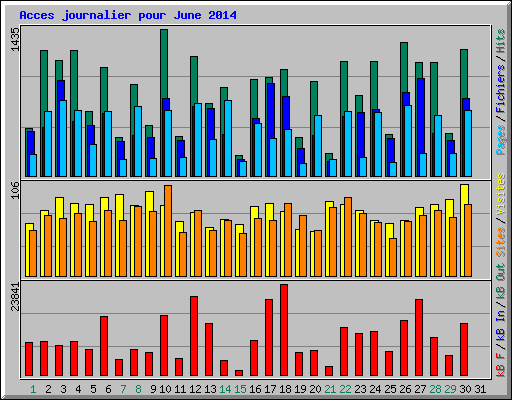 Acces journalier pour June 2014
1435
Pages / Fichiers / Hits
106
Sites / Visites
23841
kB F / kB In / kB Out
1 2 3 4 5 6 7 8 9 10 11 12 13 14 15 16 17 18 19 20 21 22 23 24 25 26 27 28 29 30 31